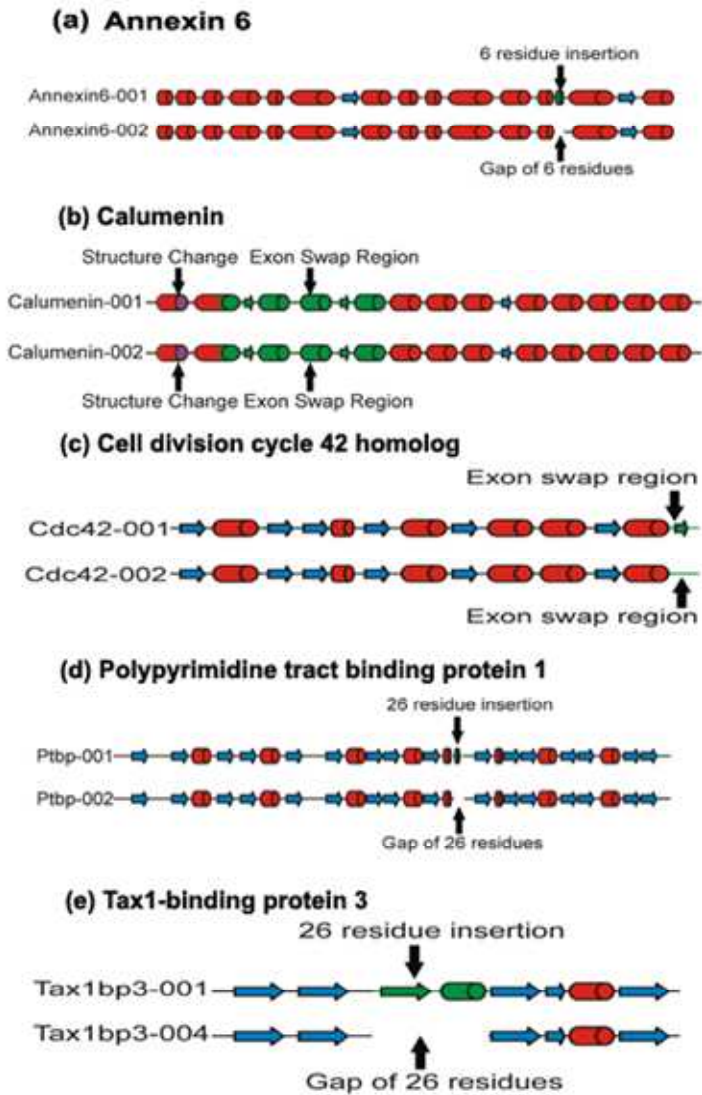 (a) Annexin 6
6 residue insertion
Annexin6-001
Annexin6-002
Gap of 6 residues
(b) Calumenin
Structure Change Exon Swap Region
Calumenin-001
Calumenin-002
Structure Change Exon Swap Region
(c) Cell division cycle 42 homolog
Exon swap region
Cdc42-001
Cdc42-002
Exon swap region
(d) Polypyrimidine tract binding protein 1
26 residue insertion
Ptbp-001
Ptbp-002
Gap of 26 residues
(e) Tax1-binding protein 3
26 residue insertion
Tax1bp3-001
Tax1bp3-004
Gap of 26 residues